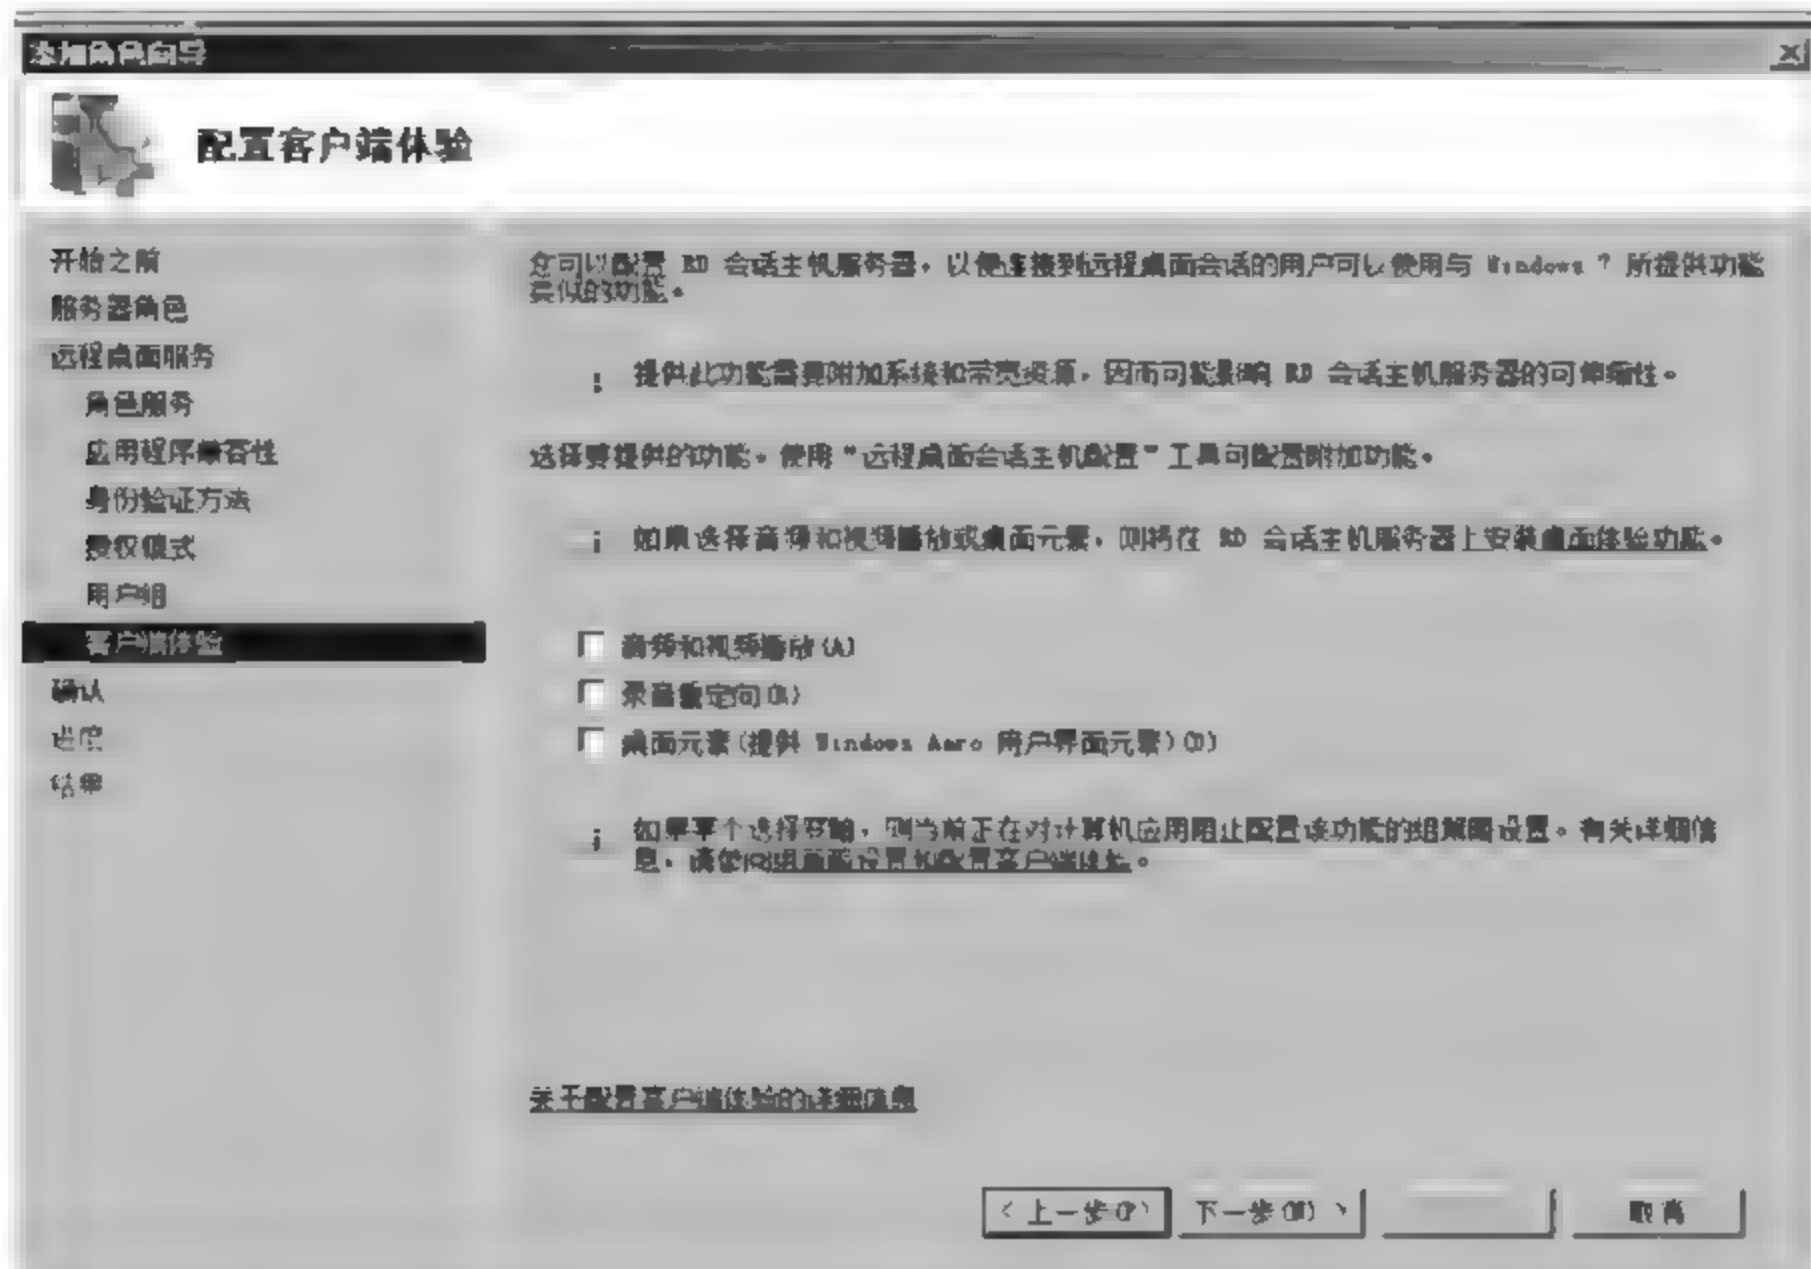 添加角色向导
配置客户端体验
开始之前
服务器角色
远程桌面服务
角色服务
应用程序兼容性
身份验证方法
授权模式
用户组
客户端体验
确认
进度
结果
您可以配置 RD 会话主机服务器，以便连接到远程桌面会话的用户可以使用与 Windows 7 所提供功能
类似的功能。
提供此功能需要附加系统和带宽资源，因而可能影响 RD 会话主机服务器的可伸缩性。
选择要提供的功能。使用"远程桌面会话主机配置"工具可配置附加功能。
如果选择音频和视频播放或桌面元素，则将在 RD 会话主机服务器上安装桌面体验功能。
音频和视频播放(A)
录音重定向(R)
桌面元素(提供 Windows Aero 用户界面元素)(D)
如果某个选择变暗，则当前正在对计算机应用阻止配置该功能的组策略设置。有关详细信
息，请参阅组策略设置和配置客户端体验。
关于配置客户端体验的详细信息
< 上一步(P)
下一步(N) >
取消